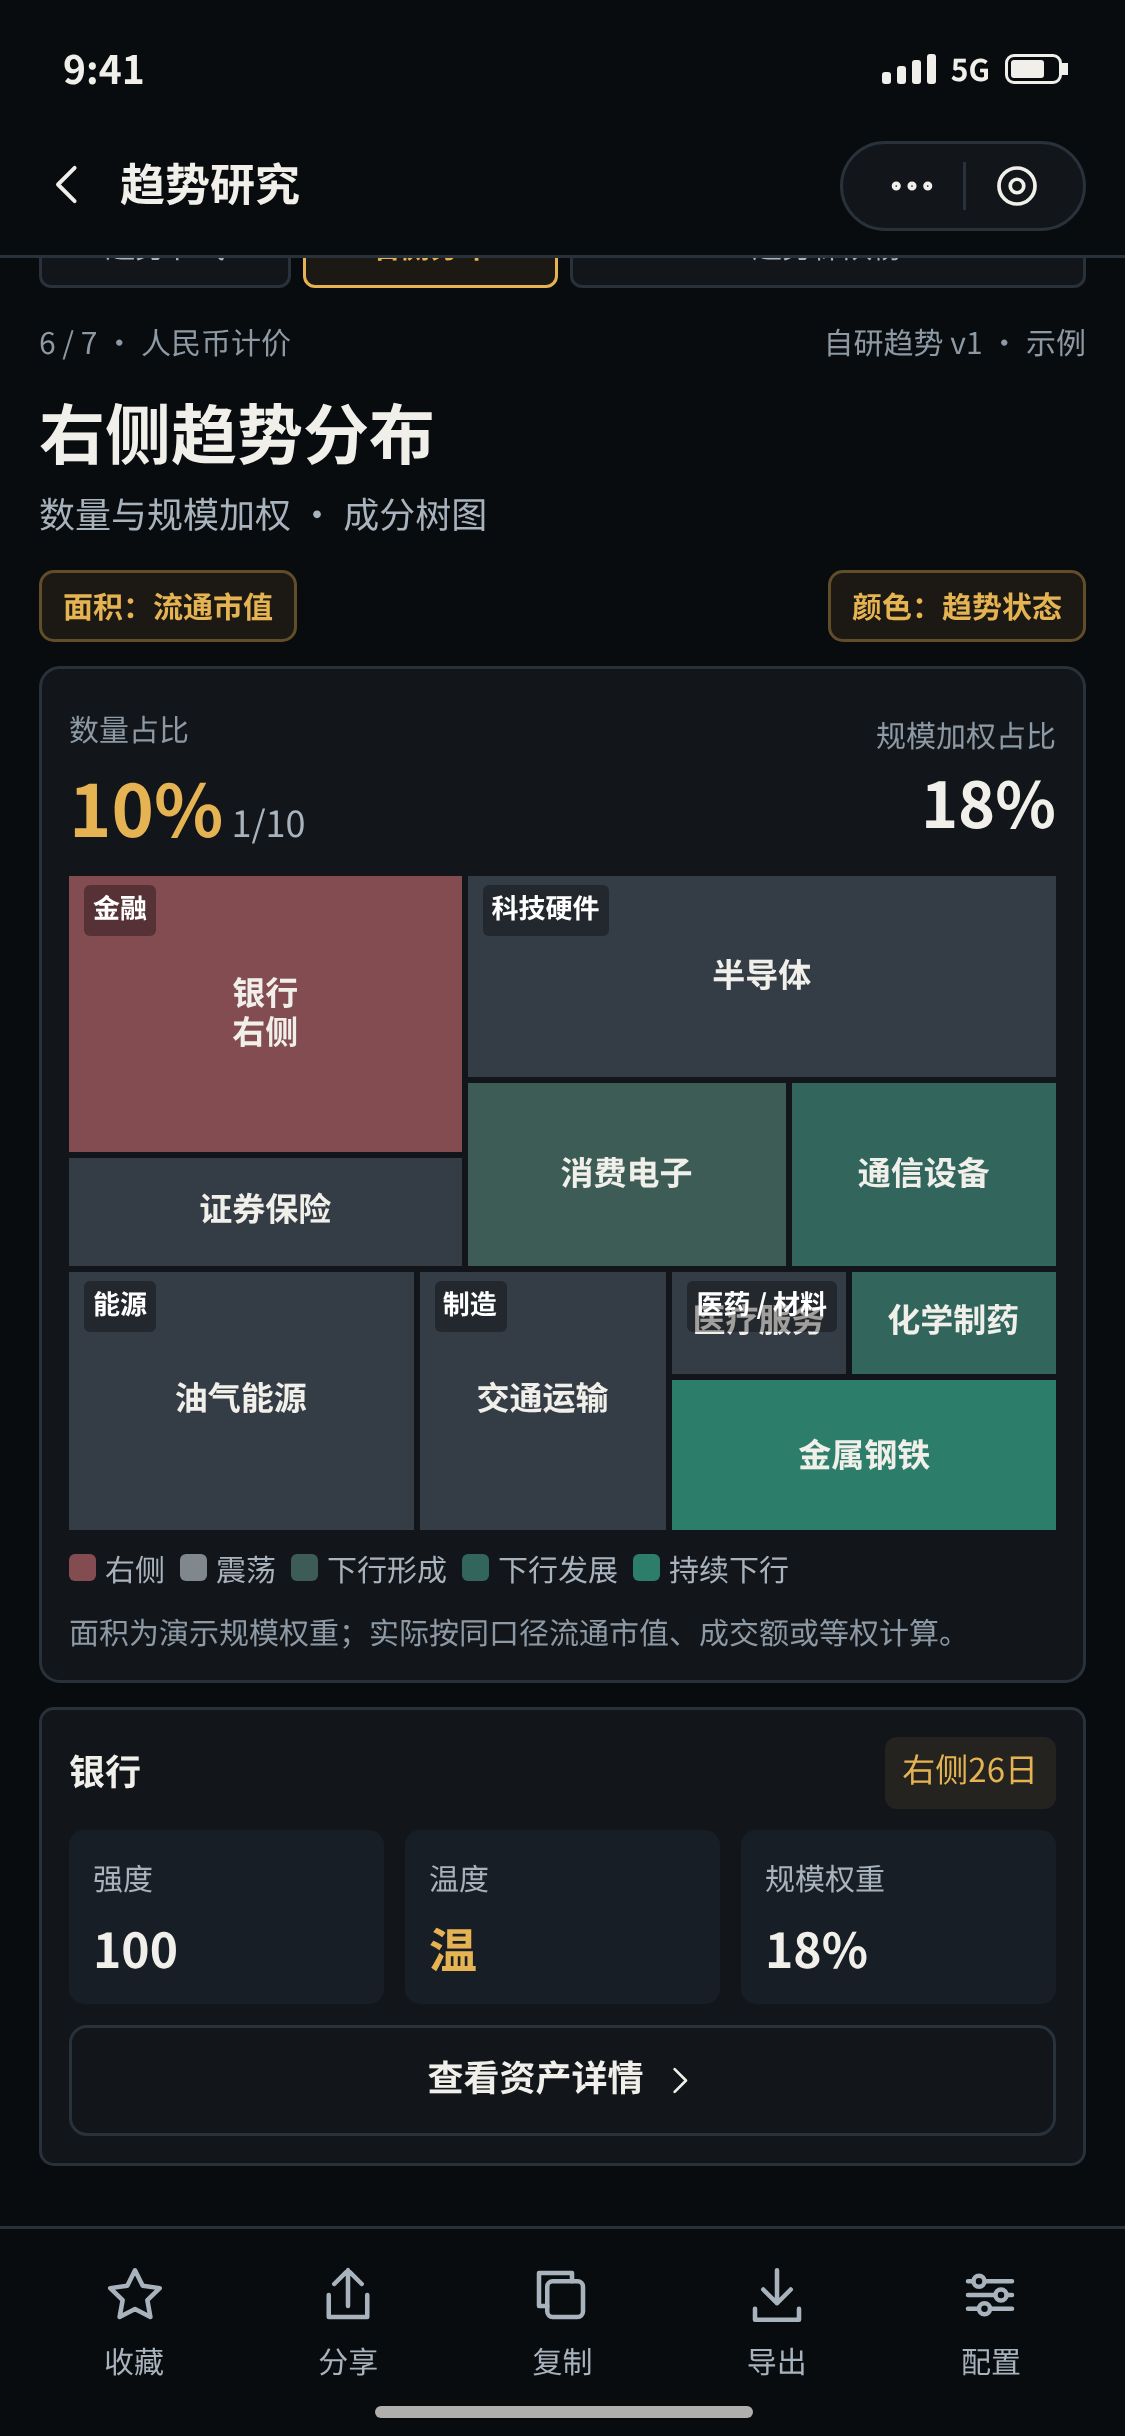 9:41
5G
趋势研究
6 / 7 · 人民币计价
自研趋势 v1 · 示例
右侧趋势分布
数量与规模加权 · 成分树图
面积：流通市值
颜色：趋势状态
数量占比
规模加权占比
10% 1/10
18%
金融
银行
右侧
科技硬件
半导体
证券保险
消费电子
通信设备
能源
油气能源
制造
交通运输
医药 / 材料
医疗服务
化学制药
金属钢铁
右侧 震荡 下行形成 下行发展 持续下行
面积为演示规模权重；实际按同口径流通市值、成交额或等权计算。
银行
右侧26日
强度
100
温度
温
规模权重
18%
查看资产详情
收藏
分享
复制
导出
配置